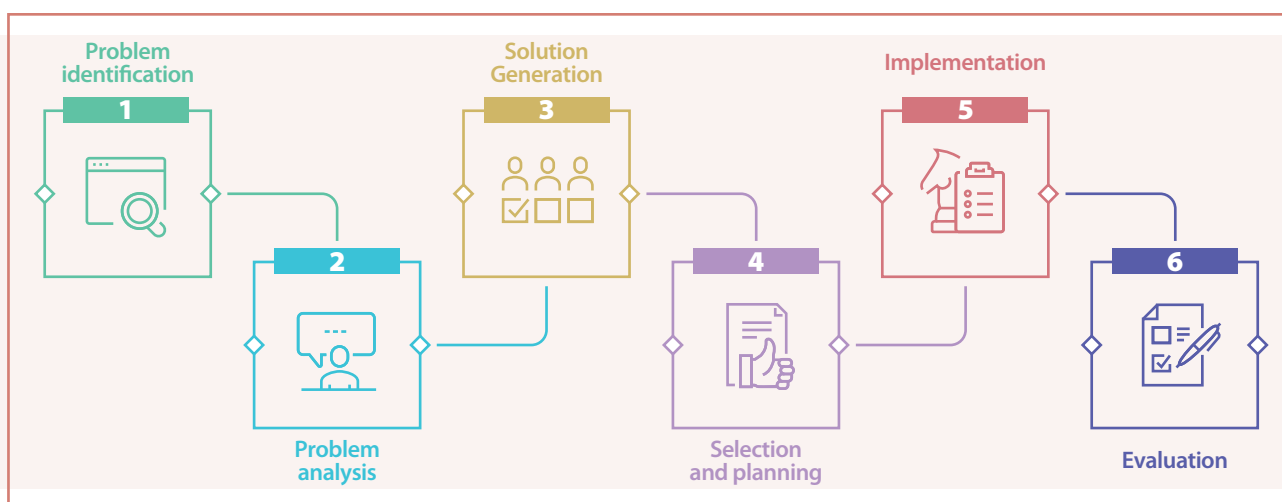 Problem
identification
1
2
Problem
analysis
Solution
Generation
3
4
Selection
and planning
Implementation
5
6
Evaluation